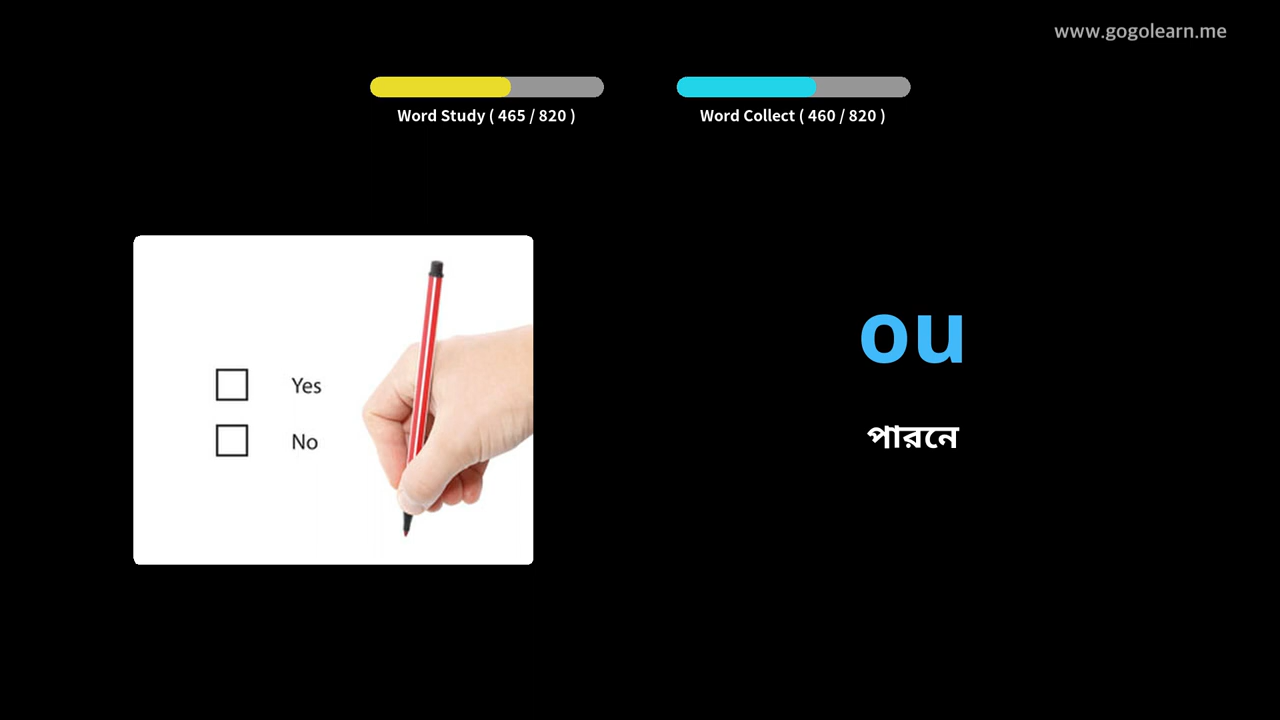 www.gogolearn.me
Word Study ( 465 / 820 )
Word Collect ( 460 / 820 )
Yes
No
ou
পারনে